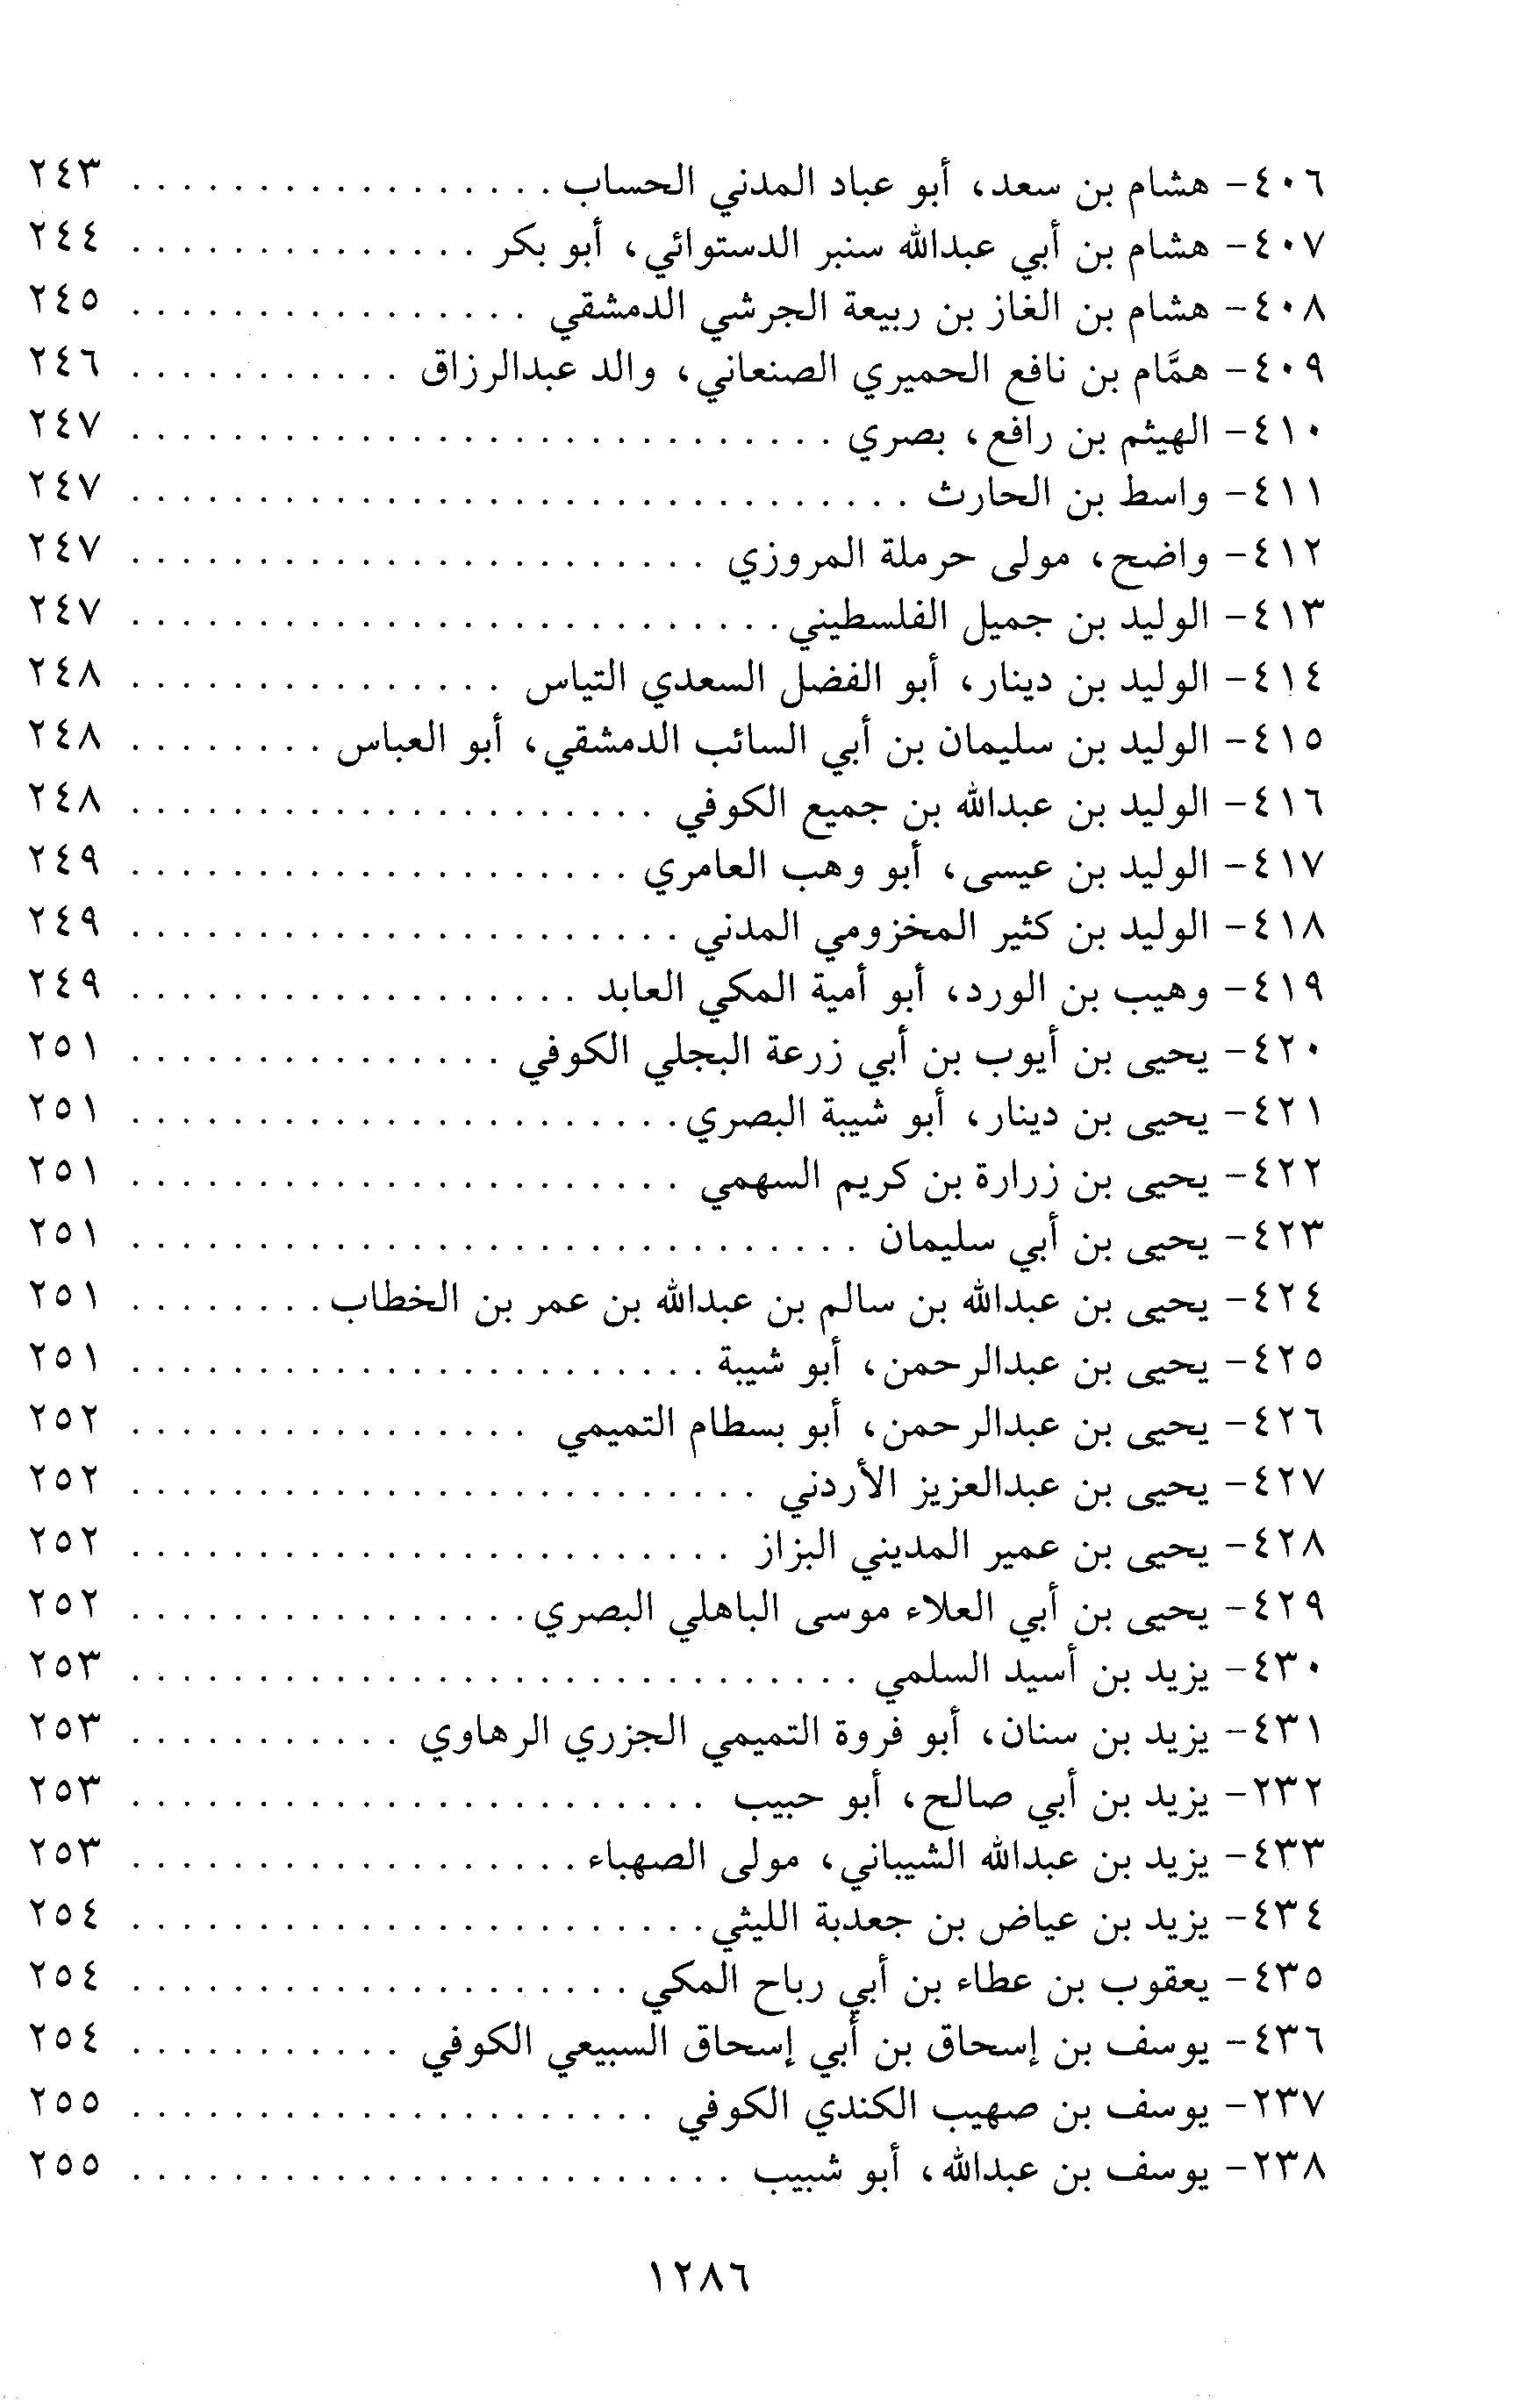 ٤٠٦- هشام بن سعد، أبو عباد المدني الحساب . . . . . . . . . . . . . . . . . ٢٤٣
٤٠٧- هشام بن أبي عبدالله سنبر الدستوائي، أبو بكر . . . . . . . . . . . . . . ٢٤٤
٤٠٨- هشام بن الغاز بن ربيعة الجرشي الدمشقي . . . . . . . . . . . . . . . . ٢٤٥
٤٠٩- همَّام بن نافع الحميري الصنعاني، والد عبدالرزاق . . . . . . . . . . . ٢٤٦
٤١٠- الهيثم بن رافع، بصري . . . . . . . . . . . . . . . . . . . . . . . . . . . . ٢٤٧
٤١١- واسط بن الحارث . . . . . . . . . . . . . . . . . . . . . . . . . . . . . . . ٢٤٧
٤١٢- واضح، مولى حرملة المروزي . . . . . . . . . . . . . . . . . . . . . . . ٢٤٧
٤١٣- الوليد بن جميل الفلسطيني . . . . . . . . . . . . . . . . . . . . . . . . . . ٢٤٧
٤١٤- الوليد بن دينار، أبو الفضل السعدي التياس . . . . . . . . . . . . . . . ٢٤٨
٤١٥- الوليد بن سليمان بن أبي السائب الدمشقي، أبو العباس . . . . . . . . ٢٤٨
٤١٦- الوليد بن عبدالله بن جميع الكوفي . . . . . . . . . . . . . . . . . . . . . ٢٤٨
٤١٧- الوليد بن عيسى، أبو وهب العامري . . . . . . . . . . . . . . . . . . . . ٢٤٩
٤١٨- الوليد بن كثير المخزومي المدني . . . . . . . . . . . . . . . . . . . . . . ٢٤٩
٤١٩- وهيب بن الورد، أبو أمية المكي العابد . . . . . . . . . . . . . . . . . . ٢٤٩
٤٢٠- يحيى بن أيوب بن أبي زرعة البجلي الكوفي . . . . . . . . . . . . . . . ٢٥١
٤٢١- يحيى بن دينار، أبو شيبة البصري . . . . . . . . . . . . . . . . . . . . . . ٢٥١
٤٢٢- يحيى بن زرارة بن كريم السهمي . . . . . . . . . . . . . . . . . . . . . . ٢٥١
٤٢٣- يحيى بن أبي سليمان . . . . . . . . . . . . . . . . . . . . . . . . . . . . . ٢٥١
٤٢٤- يحيى بن عبدالله بن سالم بن عبدالله بن عمر بن الخطاب . . . . . . . . ٢٥١
٤٢٥- يحيى بن عبدالرحمن، أبو شيبة . . . . . . . . . . . . . . . . . . . . . . . ٢٥١
٤٢٦- يحيى بن عبدالرحمن، أبو بسطام التميمي . . . . . . . . . . . . . . . . ٢٥٢
٤٢٧- يحيى بن عبدالعزيز الأردني . . . . . . . . . . . . . . . . . . . . . . . . . ٢٥٢
٤٢٨- يحيى بن عمير المديني البزاز . . . . . . . . . . . . . . . . . . . . . . . . ٢٥٢
٤٢٩- يحيى بن أبي العلاء موسى الباهلي البصري . . . . . . . . . . . . . . . . ٢٥٢
٤٣٠- يزيد بن أسيد السلمي . . . . . . . . . . . . . . . . . . . . . . . . . . . . . ٢٥٣
٤٣١- يزيد بن سنان، أبو فروة التميمي الجزري الرهاوي . . . . . . . . . . . ٢٥٣
٢٣٢- يزيد بن أبي صالح، أبو حبيب . . . . . . . . . . . . . . . . . . . . . . . ٢٥٣
٤٣٣- يزيد بن عبدالله الشيباني، مولى الصهباء . . . . . . . . . . . . . . . . . . ٢٥٣
٤٣٤- يزيد بن عياض بن جعدبة الليثي . . . . . . . . . . . . . . . . . . . . . . . ٢٥٤
٤٣٥- يعقوب بن عطاء بن أبي رباح المكي . . . . . . . . . . . . . . . . . . . . ٢٥٤
٤٣٦- يوسف بن إسحاق بن أبي إسحاق السبيعي الكوفي . . . . . . . . . . . ٢٥٤
٢٣٧- يوسف بن صهيب الكندي الكوفي . . . . . . . . . . . . . . . . . . . . . ٢٥٥
٢٣٨- يوسف بن عبدالله، أبو شبيب . . . . . . . . . . . . . . . . . . . . . . . . ٢٥٥
١٢٨٦